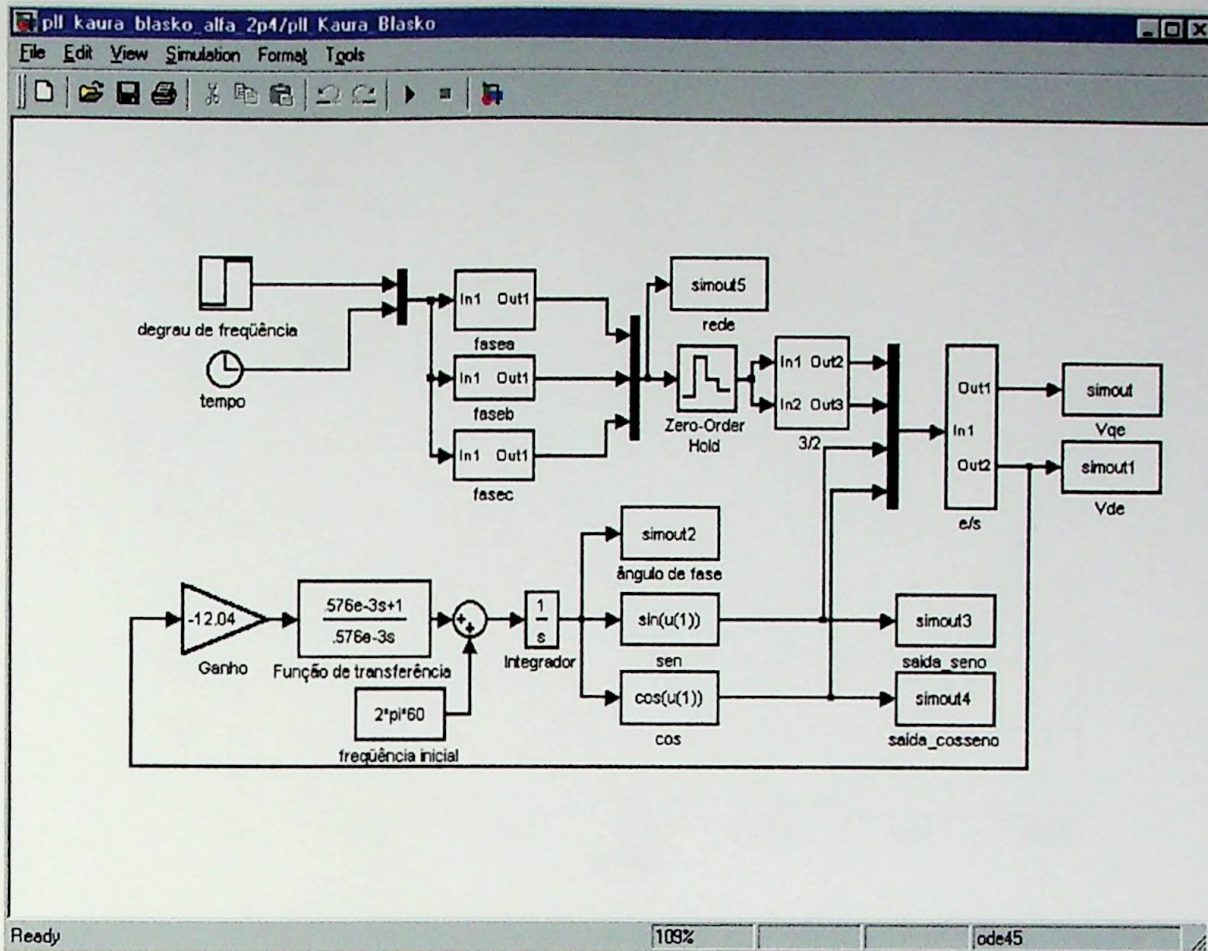 pll_kaura_blasko_alfa_2p4/pll_Kaura_Blasko
File Edit View Simulation Format Tools
degrau de freqüência
tempo
In1 Out1
fasea
In1 Out1
faseb
In1 Out1
fasec
simout5
rede
Zero-Order
Hold
In1 Out2
In2 Out3
3/2
Out1
In1
Out2
e/s
simout
Vqe
simout1
Vde
-12.04
Ganho
.576e-3s+1
.576e-3s
Função de transferência
++
2*pi*60
freqüência inicial
1
s
Integrador
simout2
ângulo de fase
sin(u(1))
sen
cos(u(1))
cos
simout3
saida_seno
simout4
saida_cosseno
Ready
109%
ode45